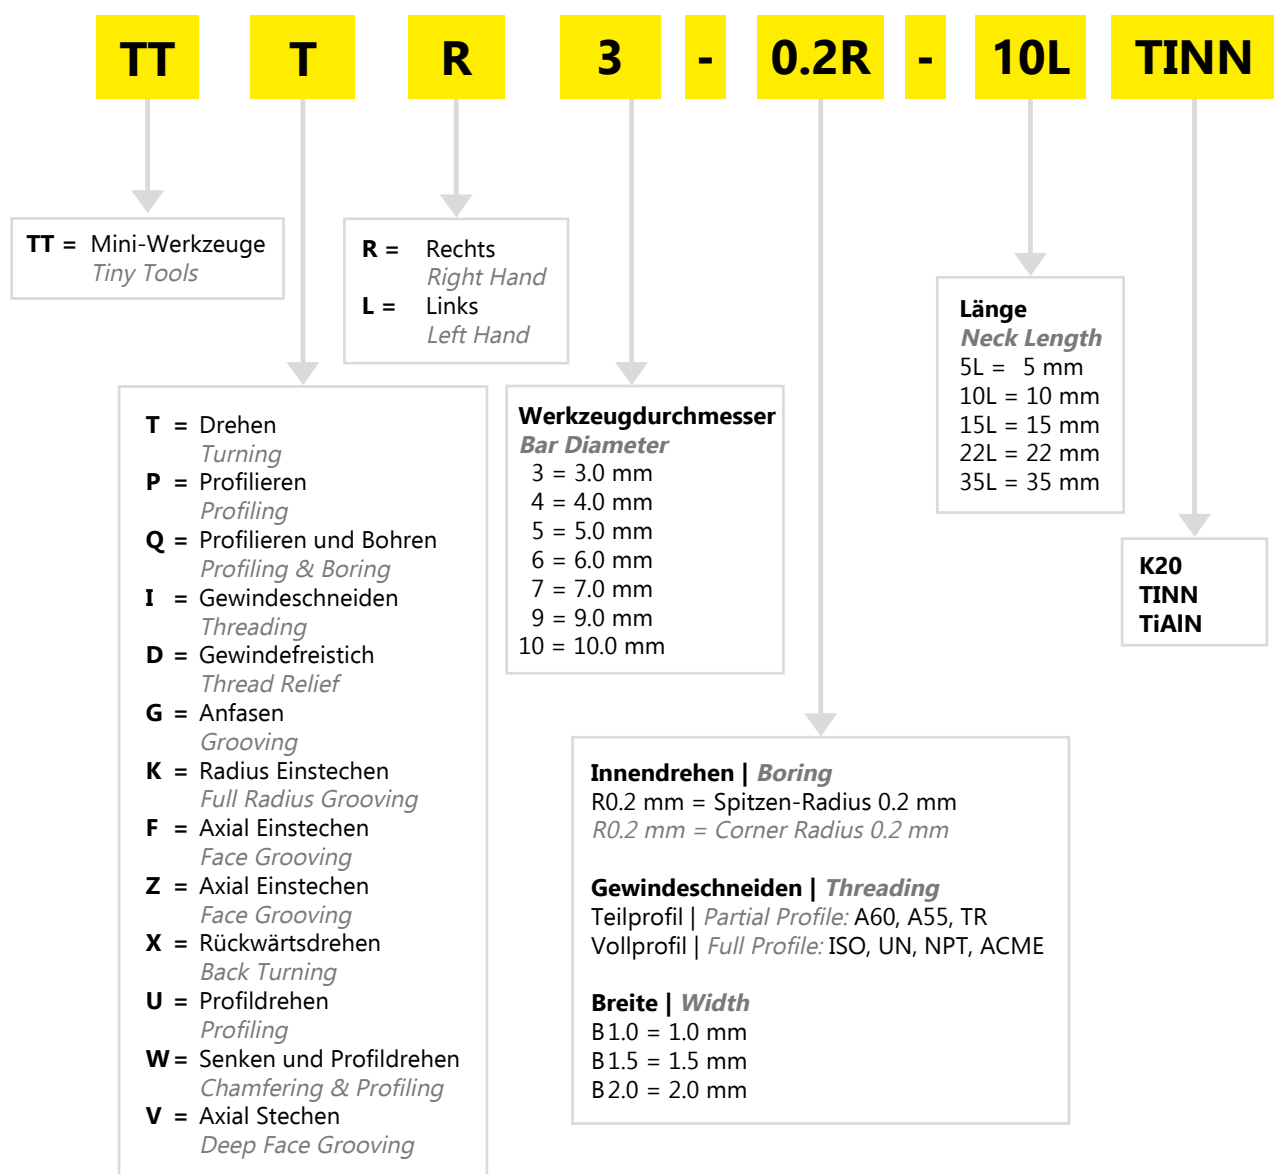 TT T R 3 - 0.2R - 10L TINN
TT = Mini-Werkzeuge
Tiny Tools
R = Rechts
Right Hand
L = Links
Left Hand
Länge
Neck Length
5L = 5 mm
10L = 10 mm
15L = 15 mm
22L = 22 mm
35L = 35 mm
T = Drehen
Turning
P = Profilieren
Profiling
Q = Profilieren und Bohren
Profiling & Boring
I = Gewindeschneiden
Threading
D = Gewindefreistich
Thread Relief
G = Anfasen
Grooving
K = Radius Einstechen
Full Radius Grooving
F = Axial Einstechen
Face Grooving
Z = Axial Einstechen
Face Grooving
X = Rückwärtsdrehen
Back Turning
U = Profildrehen
Profiling
W = Senken und Profildrehen
Chamfering & Profiling
V = Axial Stechen
Deep Face Grooving
Werkzeugdurchmesser
Bar Diameter
3 = 3.0 mm
4 = 4.0 mm
5 = 5.0 mm
6 = 6.0 mm
7 = 7.0 mm
9 = 9.0 mm
10 = 10.0 mm
K20
TINN
TiAlN
Innendrehen | Boring
R0.2 mm = Spitzen-Radius 0.2 mm
R0.2 mm = Corner Radius 0.2 mm
Gewindeschneiden | Threading
Teilprofil | Partial Profile: A60, A55, TR
Vollprofil | Full Profile: ISO, UN, NPT, ACME
Breite | Width
B1.0 = 1.0 mm
B1.5 = 1.5 mm
B2.0 = 2.0 mm